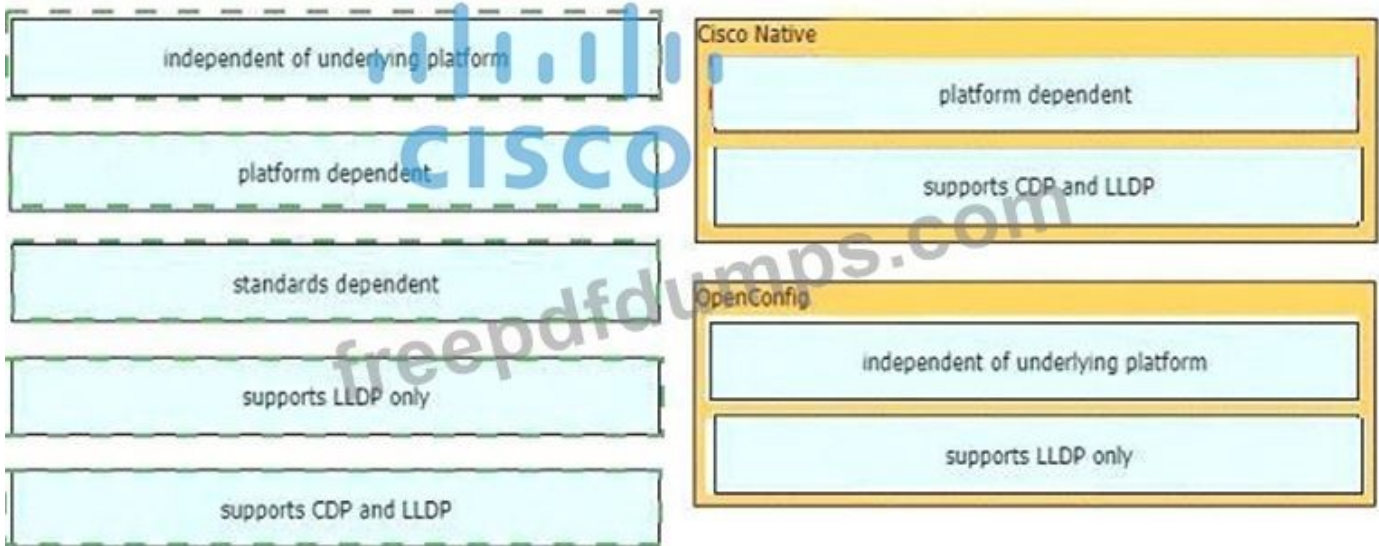 independent of underlying platform
platform dependent
standards dependent
supports LLDP only
supports CDP and LLDP
Cisco Native
platform dependent
supports CDP and LLDP
OpenConfig
independent of underlying platform
supports LLDP only
CISCO
freepdfdumps.com